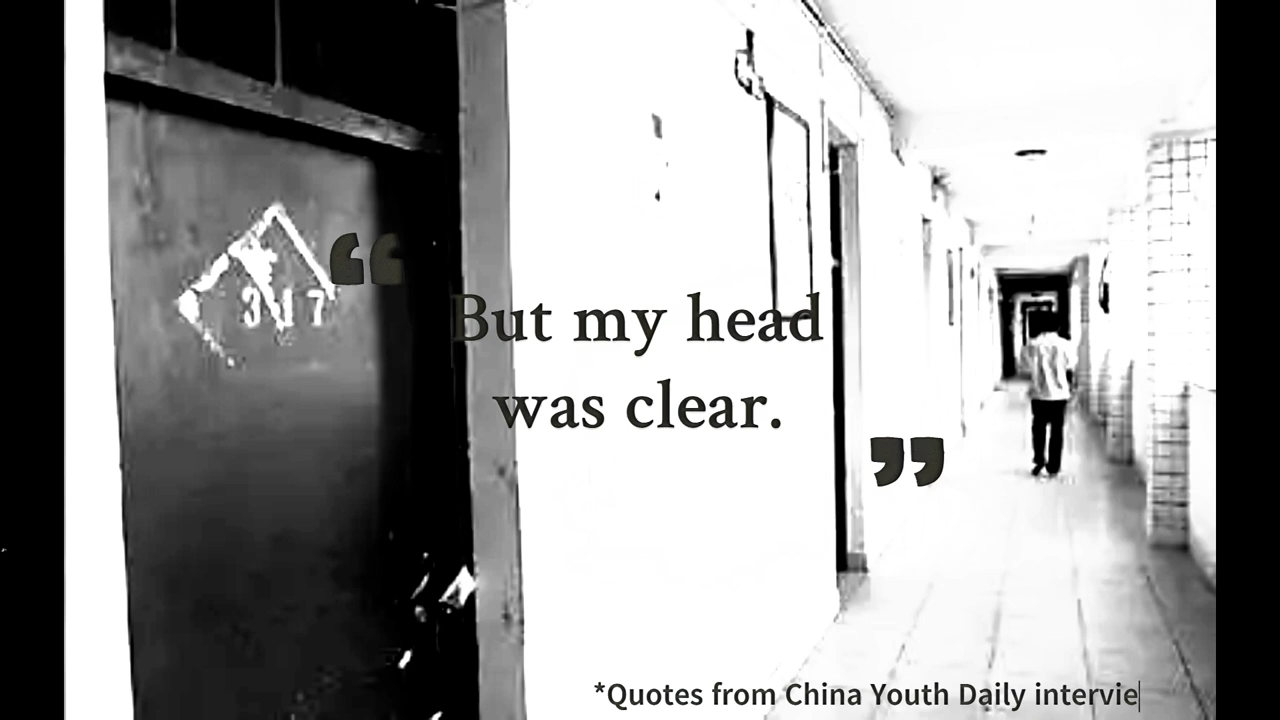 317
“
But my head
was clear.
”
*Quotes from China Youth Daily intervie